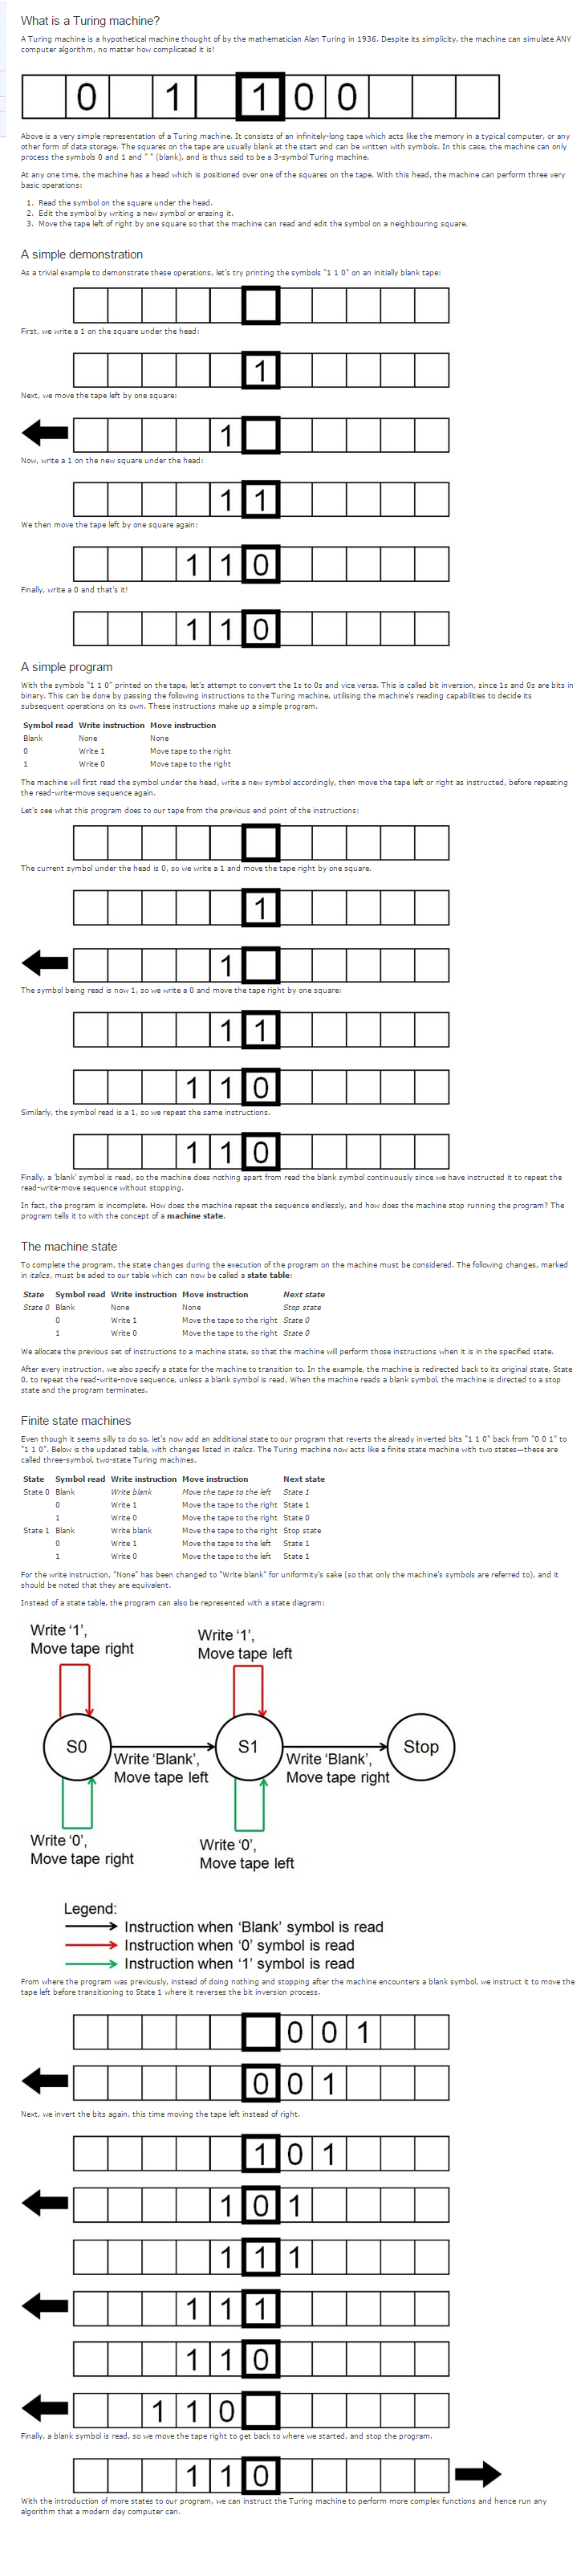 What is a Turing machine?
A Turing machine is a hypothetical machine thought of by the mathematician Alan Turing in 1936. Despite its simplicity, the machine can simulate ANY
computer algorithm, no matter how complicated it is!
0 1 1 0 0
Above is a very simple representation of a Turing machine. It consists of an infinitely-long tape which acts like the memory in a typical computer, or any
other form of data storage. The squares on the tape are usually blank at the start and can be written with symbols. In this case, the machine can only
process the symbols 0 and 1 and " " (blank), and is thus said to be a 3-symbol Turing machine.
At any one time, the machine has a head which is positioned over one of the squares on the tape. With this head, the machine can perform three very
basic operations:
1. Read the symbol on the square under the head.
2. Edit the symbol by writing a new symbol or erasing it.
3. Move the tape left of right by one square so that the machine can read and edit the symbol on a neighbouring square.
A simple demonstration
As a trivial example to demonstrate these operations, let's try printing the symbols "1 1 0" on an initially blank tape:
First, we write a 1 on the square under the head:
1
Next, we move the tape left by one square:
1
Now, write a 1 on the new square under the head:
1 1
We then move the tape left by one square again:
1 1 0
Finally, write a 0 and that's it!
1 1 0
A simple program
With the symbols "1 1 0" printed on the tape, let's attempt to convert the 1s to 0s and vice versa. This is called bit inversion, since 1s and 0s are bits in
binary. This can be done by passing the following instructions to the Turing machine, utilising the machine's reading capabilities to decide its
subsequent operations on its own. These instructions make up a simple program.
Symbol read Write instruction Move instruction
Blank None None
0 Write 1 Move tape to the right
1 Write 0 Move tape to the right
The machine will first read the symbol under the head, write a new symbol accordingly, then move the tape left or right as instructed, before repeating
the read-write-move sequence again.
Let's see what this program does to our tape from the previous end point of the instructions:
The current symbol under the head is 0, so we write a 1 and move the tape right by one square.
1
1
The symbol being read is now 1, so we write a 0 and move the tape right by one square:
1 1
1 1 0
Similarly, the symbol read is a 1, so we repeat the same instructions.
1 1 0
Finally, a 'blank' symbol is read, so the machine does nothing apart from read the blank symbol continuously since we have instructed it to repeat the
read-write-move sequence without stopping.
In fact, the program is incomplete. How does the machine repeat the sequence endlessly, and how does the machine stop running the program? The
program tells it to with the concept of a machine state.
The machine state
To complete the program, the state changes during the execution of the program on the machine must be considered. The following changes, marked
in italics, must be aded to our table which can now be called a state table:
State Symbol read Write instruction Move instruction Next state
State 0 Blank None None Stop state
0 Write 1 Move the tape to the right State 0
1 Write 0 Move the tape to the right State 0
We allocate the previous set of instructions to a machine state, so that the machine will perform those instructions when it is in the specified state.
After every instruction, we also specify a state for the machine to transition to. In the example, the machine is redirected back to its original state, State
0, to repeat the read-write-nove sequence, unless a blank symbol is read. When the machine reads a blank symbol, the machine is directed to a stop
state and the program terminates.
Finite state machines
Even though it seems silly to do so, let's now add an additional state to our program that reverts the already inverted bits "1 1 0" back from "0 0 1" to
"1 1 0". Below is the updated table, with changes listed in italics. The Turing machine now acts like a finite state machine with two states—these are
called three-symbol, two-state Turing machines.
State Symbol read Write instruction Move instruction Next state
State 0 Blank Write blank Move the tape to the left State 1
0 Write 1 Move the tape to the right State 1
1 Write 0 Move the tape to the right State 0
State 1 Blank Write blank Move the tape to the right Stop state
0 Write 1 Move the tape to the left State 1
1 Write 0 Move the tape to the left State 1
For the write instruction, "None" has been changed to "Write blank" for uniformity's sake (so that only the machine's symbols are referred to), and it
should be noted that they are equivalent.
Instead of a state table, the program can also be represented with a state diagram:
Write '1',
Move tape right
Write '1',
Move tape left
S0
Write 'Blank',
Move tape left
S1
Write 'Blank',
Move tape right
Stop
Write '0',
Move tape right
Write '0',
Move tape left
Legend:
Instruction when 'Blank' symbol is read
Instruction when '0' symbol is read
Instruction when '1' symbol is read
From where the program was previously, instead of doing nothing and stopping after the machine encounters a blank symbol, we instruct it to move the
tape left before transitioning to State 1 where it reverses the bit inversion process.
0 0 1
0 0 1
Next, we invert the bits again, this time moving the tape left instead of right.
1 0 1
1 0 1
1 1 1
1 1 1
1 1 0
1 1 0
Finally, a blank symbol is read, so we move the tape right to get back to where we started, and stop the program.
1 1 0
With the introduction of more states to our program, we can instruct the Turing machine to perform more complex functions and hence run any
algorithm that a modern day computer can.